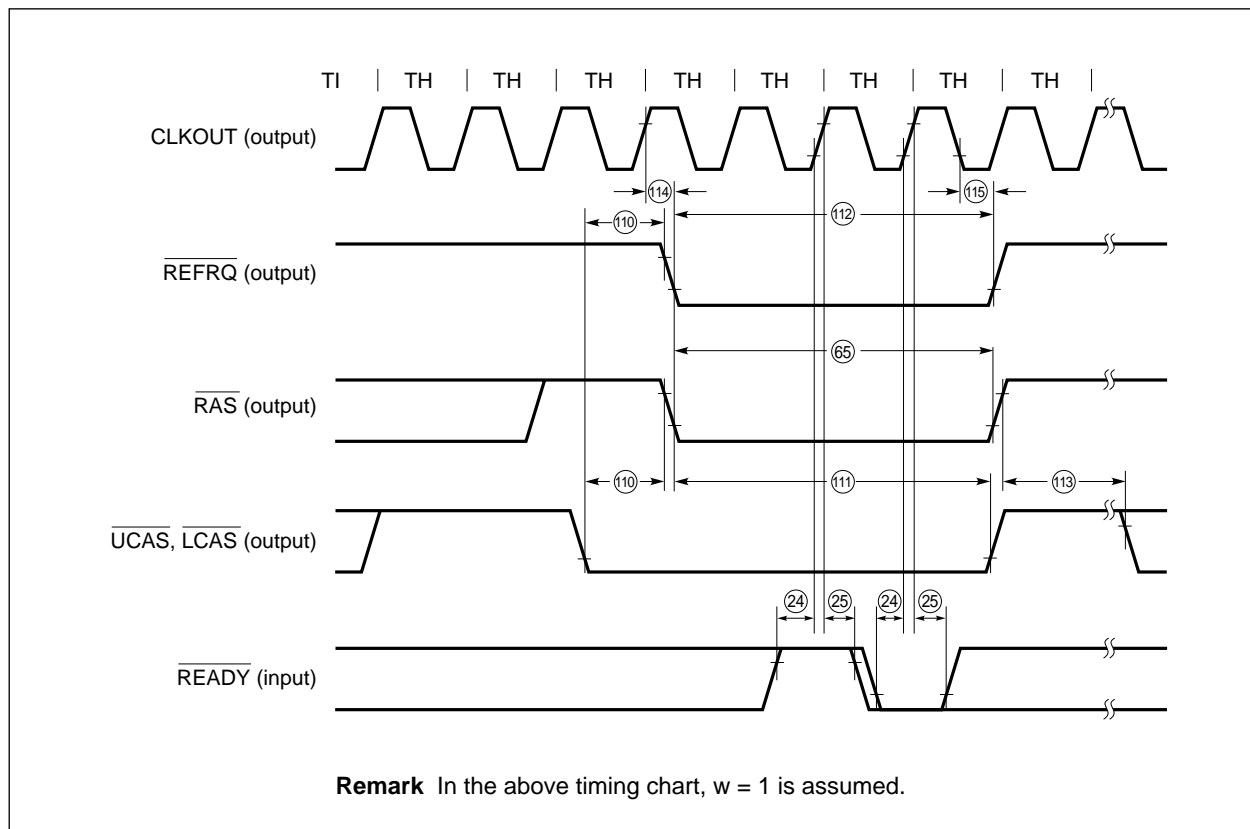 TI | TH | TH | TH | TH | TH | TH | TH | TH |
CLKOUT (output)
114
115
110
112
REFRQ (output)
65
RAS (output)
110
111
113
UCAS, LCAS (output)
24
25
24
25
READY (input)
Remark In the above timing chart, w = 1 is assumed.